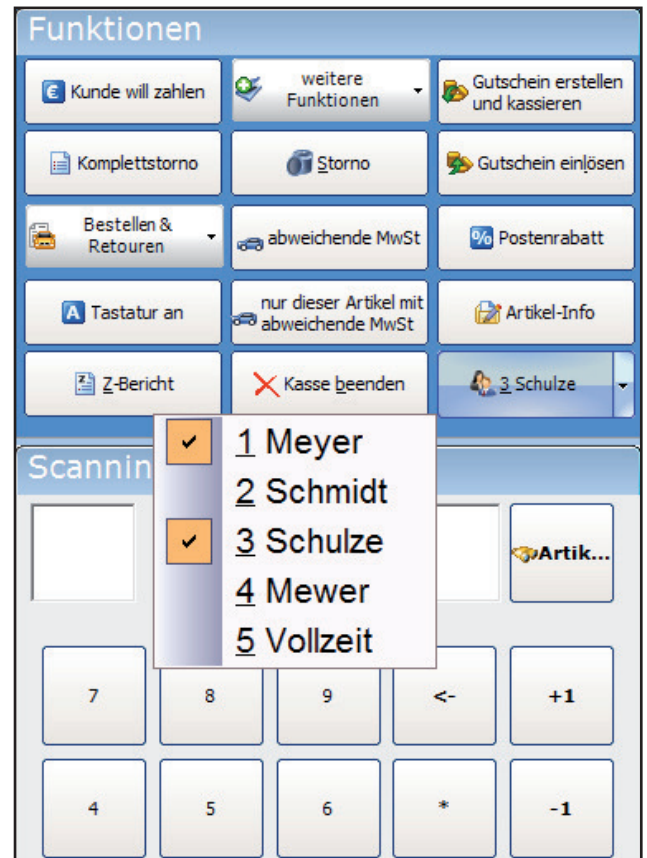 Funktionen
Kunde will zahlen
weitere
Funktionen
Gutschein erstellen
und kassieren
Komplettstorno
Storno
Gutschein einlösen
Bestellen &
Retouren
abweichende MwSt
% Postenrabatt
A Tastatur an
nur dieser Artikel mit
abweichende MwSt
Artikel-Info
Z-Bericht
Kasse beenden
3 Schulze
1 Meyer
2 Schmidt
3 Schulze
4 Mewer
5 Vollzeit
Scannin
Artik...
7 8 9 <- +1
4 5 6 * -1